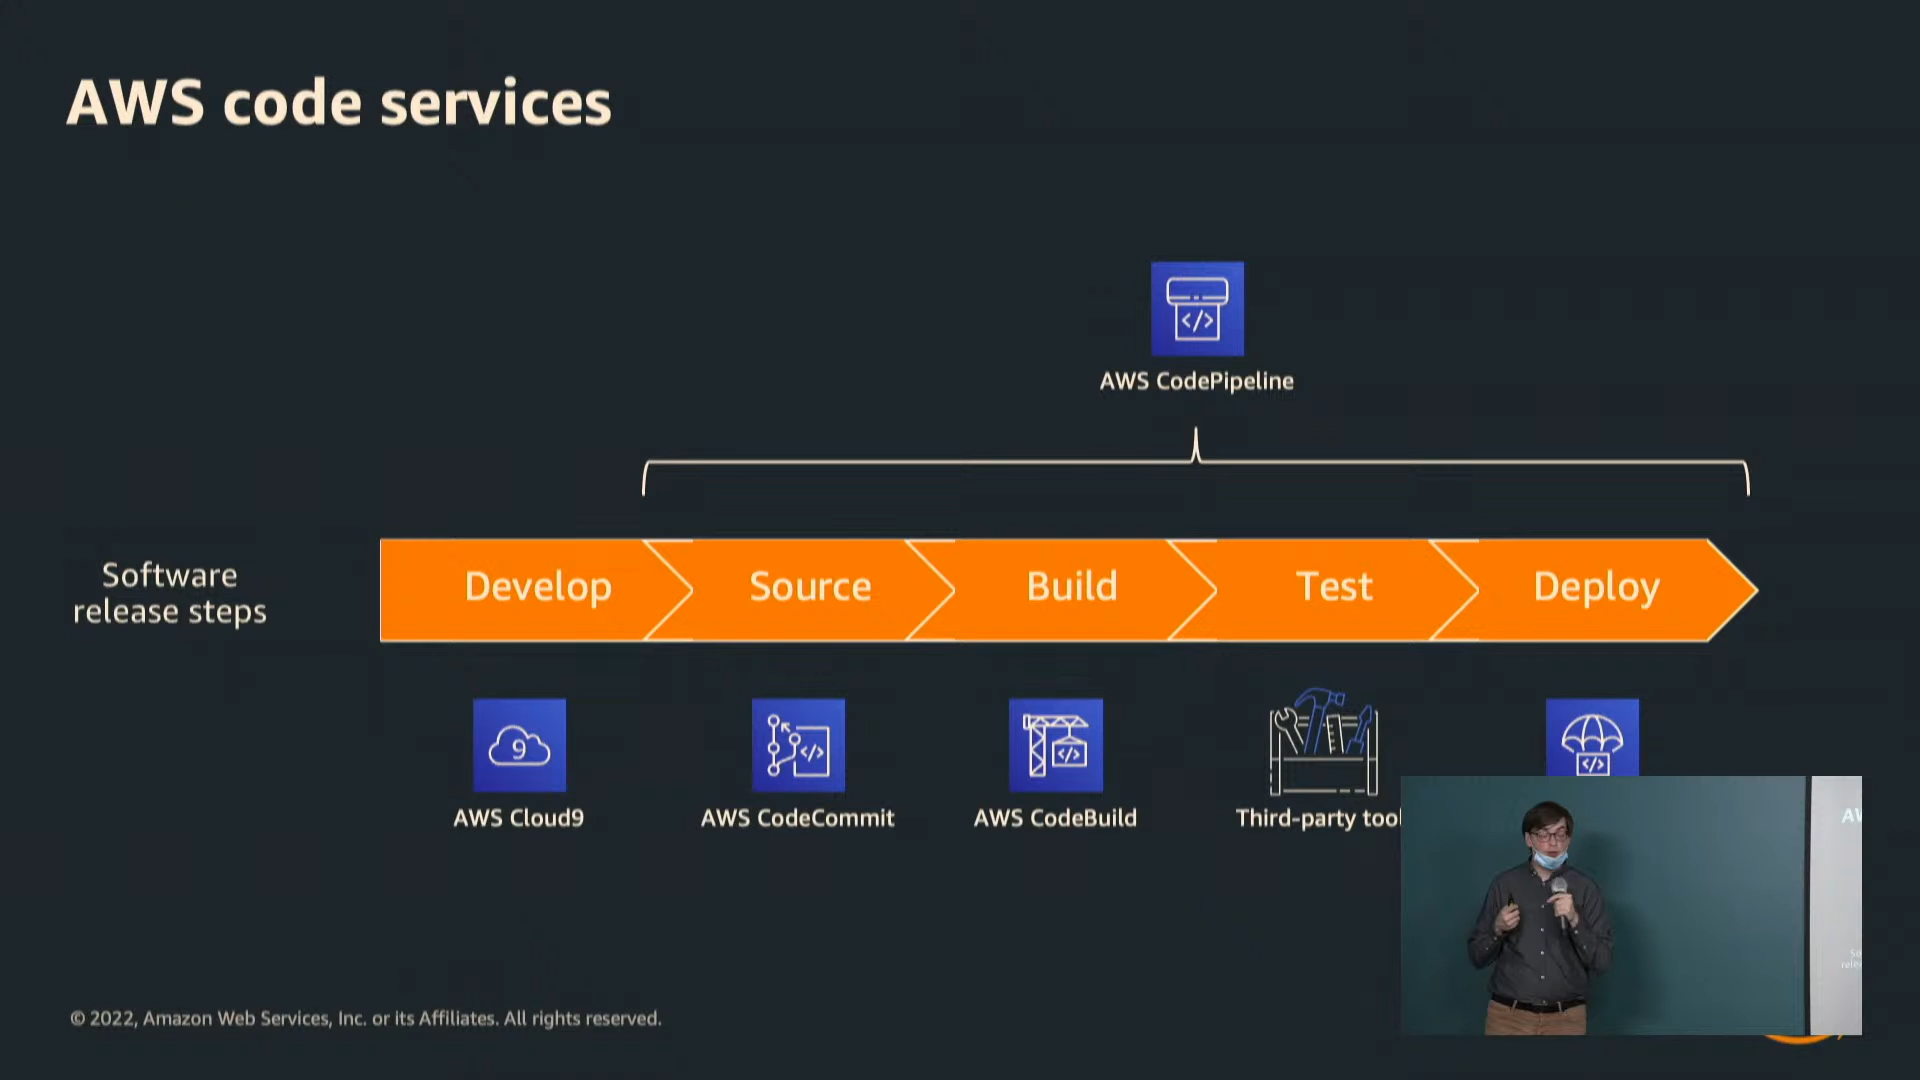 AWS code services
AWS CodePipeline
Software
release steps
Develop
Source
Build
Test
Deploy
AWS Cloud9
AWS CodeCommit
AWS CodeBuild
Third-party tool
© 2022, Amazon Web Services, Inc. or its Affiliates. All rights reserved.